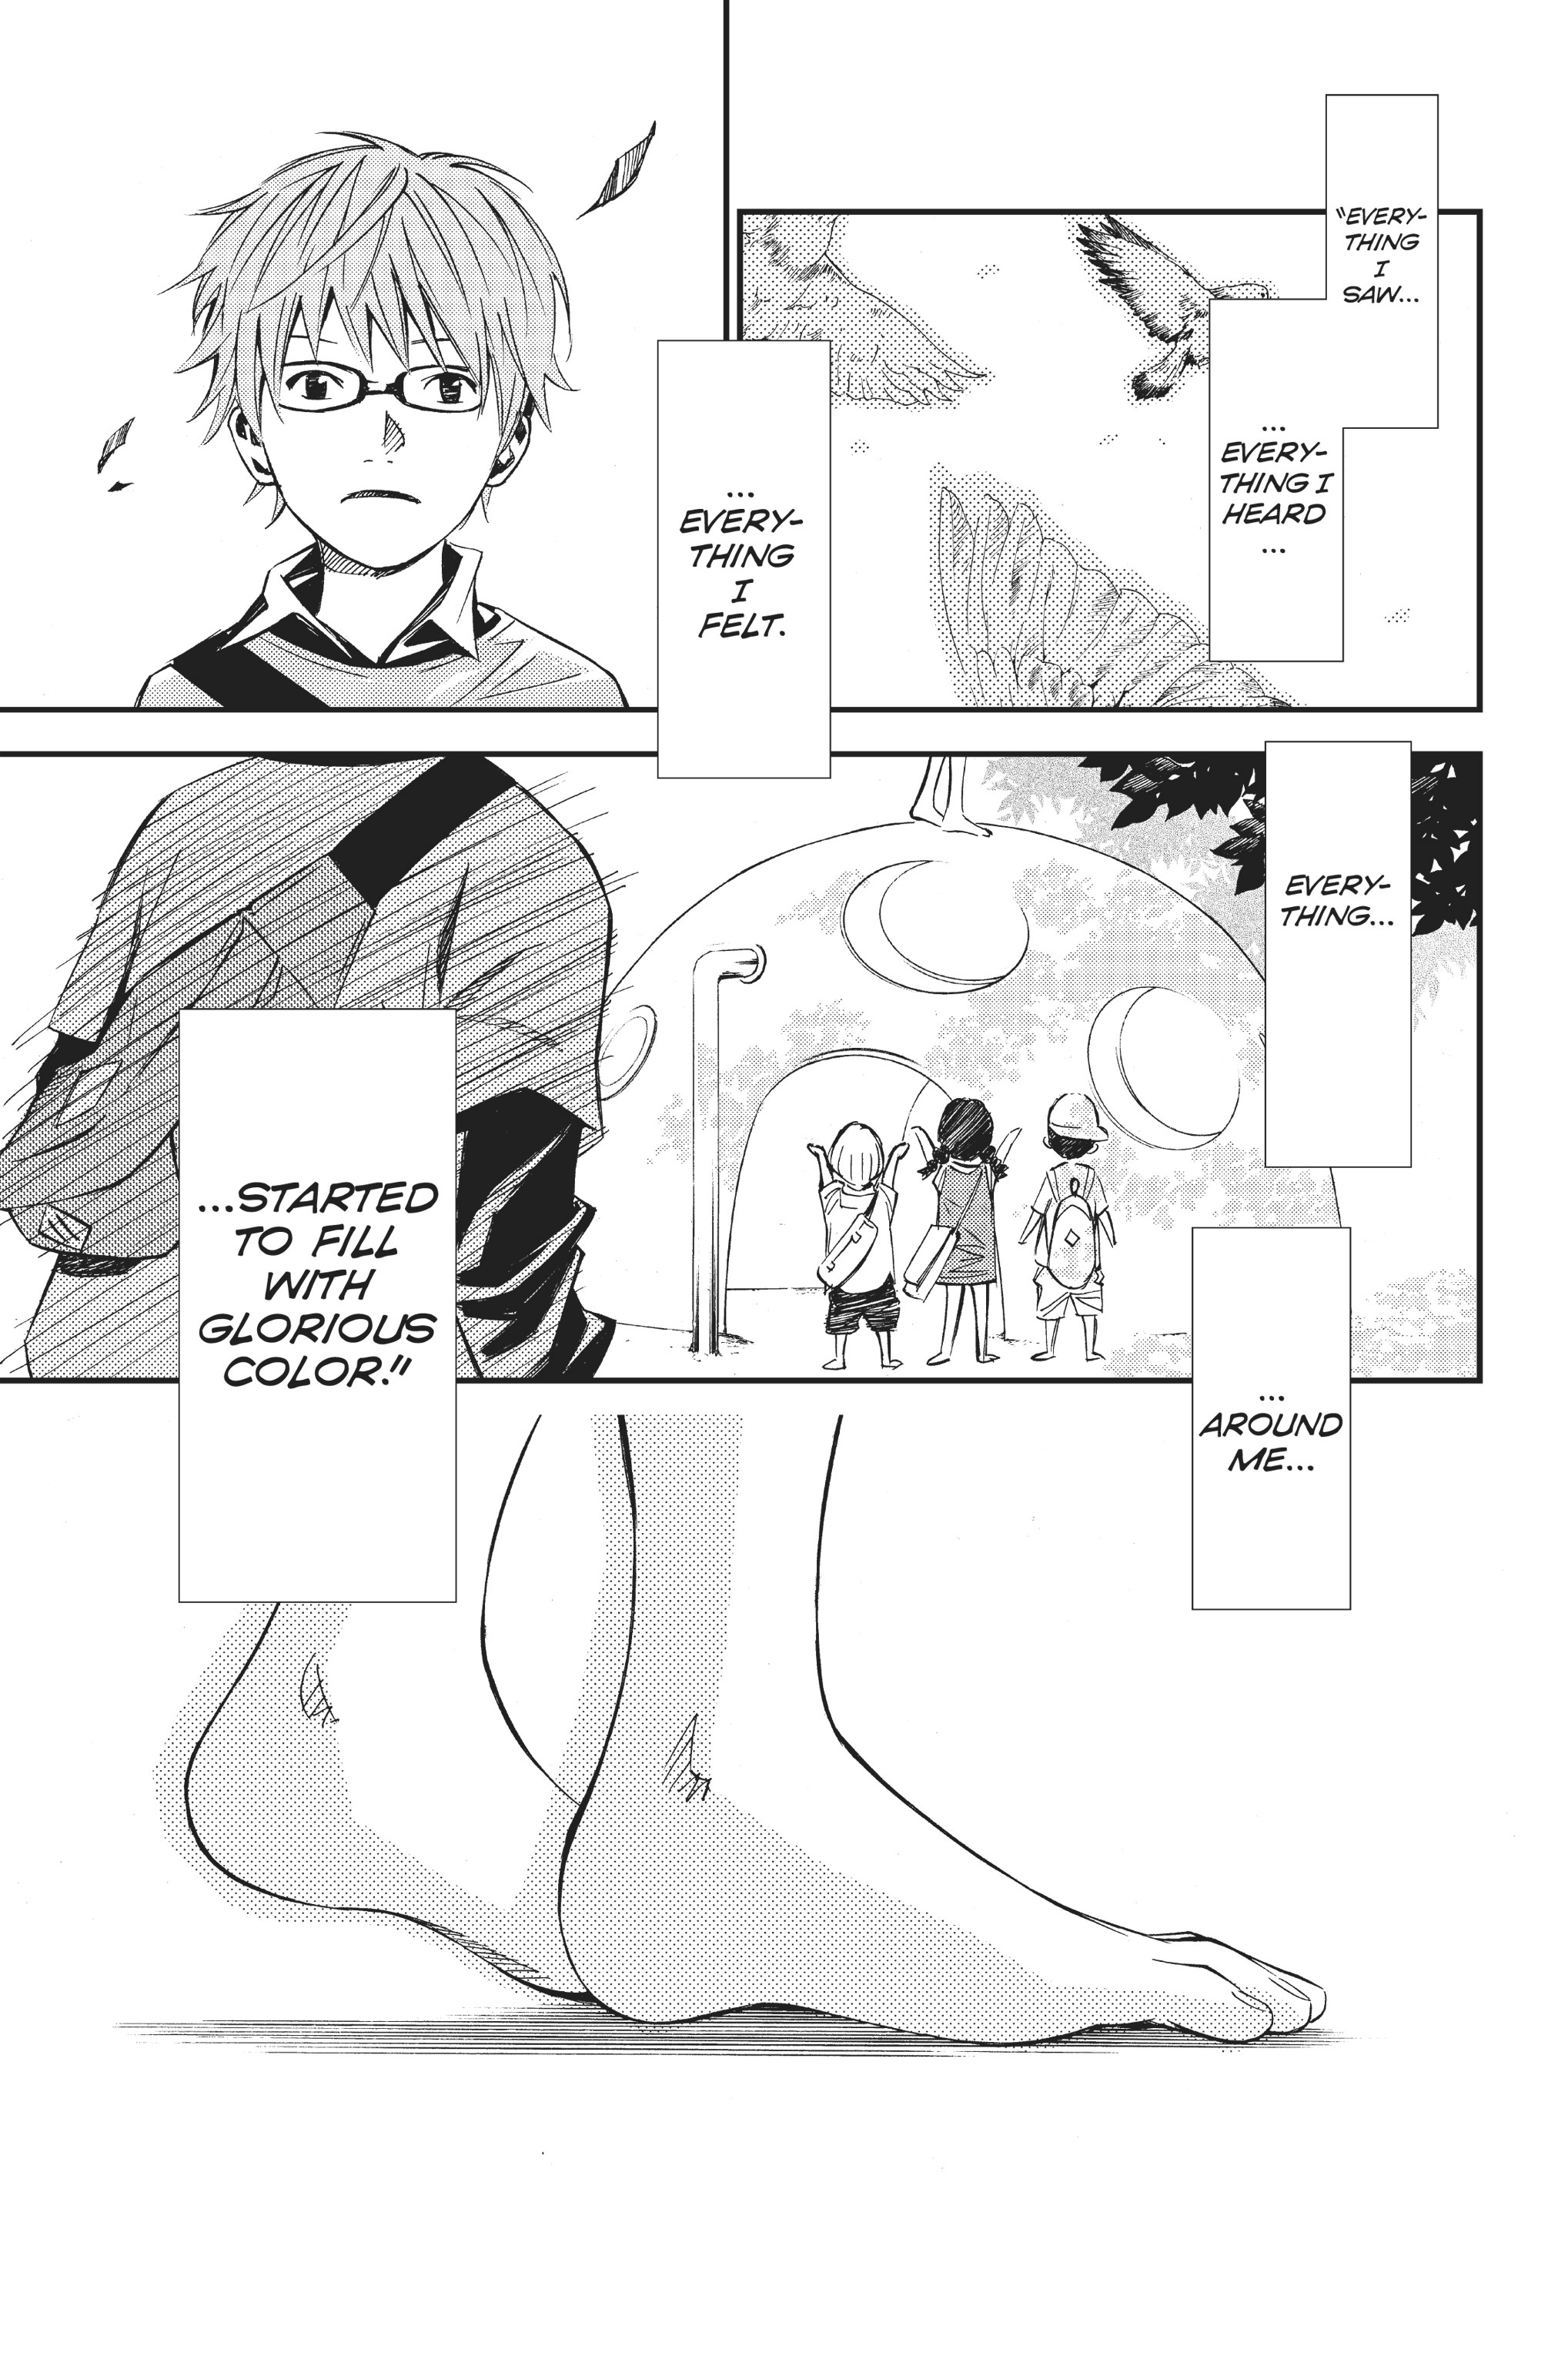 "EVERY-
THING
I
SAW...
...
EVERY-
THING I
HEARD
...
...
EVERY-
THING
I
FELT.
EVERY-
THING...
...
AROUND
ME...
...STARTED
TO FILL
WITH
GLORIOUS
COLOR."